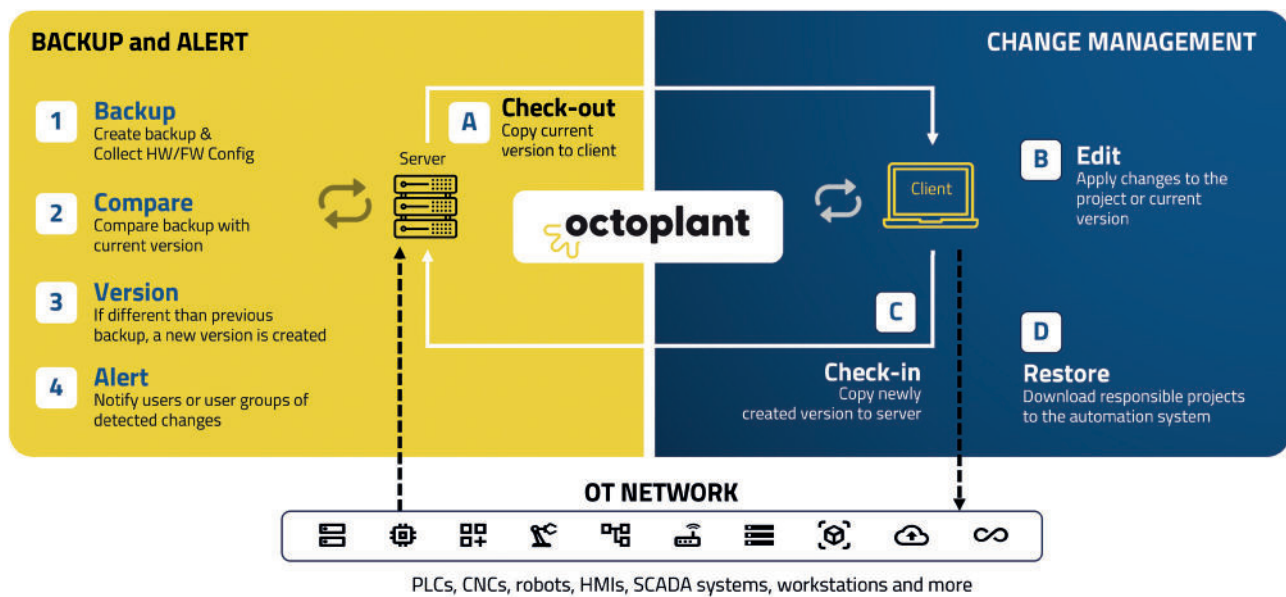 BACKUP and ALERT
1
Backup
Create backup &
Collect HW/FW Config
2
Compare
Compare backup with
current version
3
Version
If different than previous
backup, a new version is created
4
Alert
Notify users or user groups of
detected changes
Server
A
Check-out
Copy current
version to client
octoplant
CHANGE MANAGEMENT
Client
B
Edit
Apply changes to the
project or current
version
C
Check-in
Copy newly
created version to server
D
Restore
Download responsible projects
to the automation system
OT NETWORK
PLCs, CNCs, robots, HMIs, SCADA systems, workstations and more